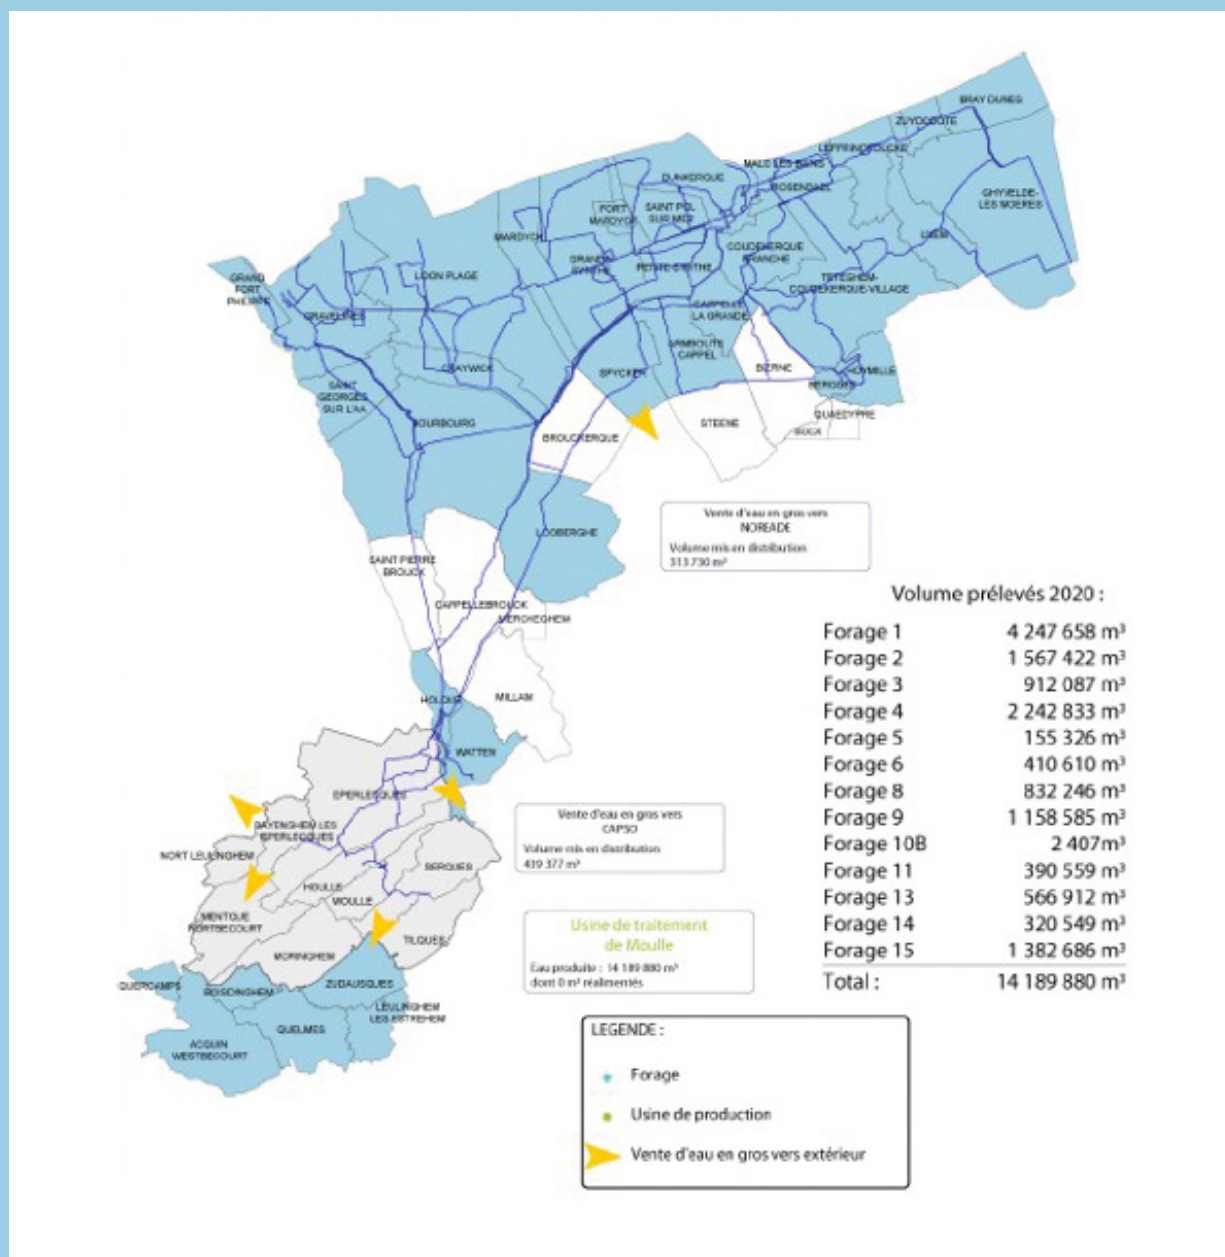 BRAY DUNES
ZUYDCOOTE
LEFFRINCKOUCKE
MALO LES BAINS
DUNKERQUE
ROSENDAEL
GHYVELDE-
LES MOERES
FORT
MARDYCK
SAINT POL
SUR MER
UXEM
MARDYCK
COUDEKERQUE
BRANCHE
GRANDE
SYNTHE
PETITE SYNTHE
LOON PLAGE
TETEGHEM-
COUDEKERQUE-VILLAGE
GRAND
FORT
PHILIPPE
GRAVELINES
CAPPELLE
LA GRANDE
ARMBOUTS
CAPPEL
BIERNE
HOYMILLE
BERGUES
CRAYWICK
SPYCKER
SAINT
GEORGES
SUR L'AA
BOURBOURG
QUAEDYPRE
STEENE
BROUCKERQUE
LOOBERGHE
Vente d'eau en gros vers
NOREADE
Volume mis en distribution
313 730 m³
SAINT PIERRE
BROUCK
CAPPELLEBROUCK
MERCKEGHEM
Volume prélevés 2020 :
Forage 1 4 247 658 m³
Forage 2 1 567 422 m³
Forage 3 912 087 m³
Forage 4 2 242 833 m³
Forage 5 155 326 m³
Forage 6 410 610 m³
Forage 8 832 246 m³
Forage 9 1 158 585 m³
Forage 10B 2 407m³
Forage 11 390 559 m³
Forage 13 566 912 m³
Forage 14 320 549 m³
Forage 15 1 382 686 m³
Total : 14 189 880 m³
HOLQUE
MILLAM
WATTEN
EPERLESQUES
BAYENGHEM LES
EPERLECQUES
NORT LEULINGHEM
SERQUES
HOULLE
MOULLE
MENTQUE
NORTBECOURT
TILQUES
MORINGHEM
Vente d'eau en gros vers
CAPSO
Volume mis en distribution
439 377 m³
Usine de traitement
de Moulle
Eau produite : 14 189 880 m³
dont 0 m³ réalimentés
QUERCAMPS
BOISDINGHEM
ZUDAUSQUES
LEULINGHEM
LES ESTREHEM
QUELMES
ACQUIN
WESTBECOURT
LEGENDE :
Forage
Usine de production
Vente d'eau en gros vers extérieur